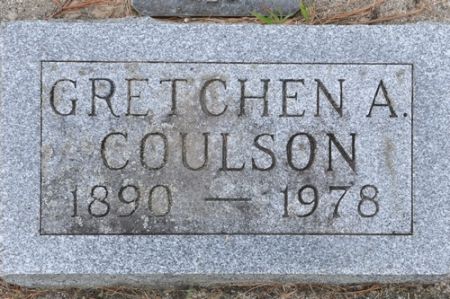 GRETCHEN A.
COULSON
1890 — 1978